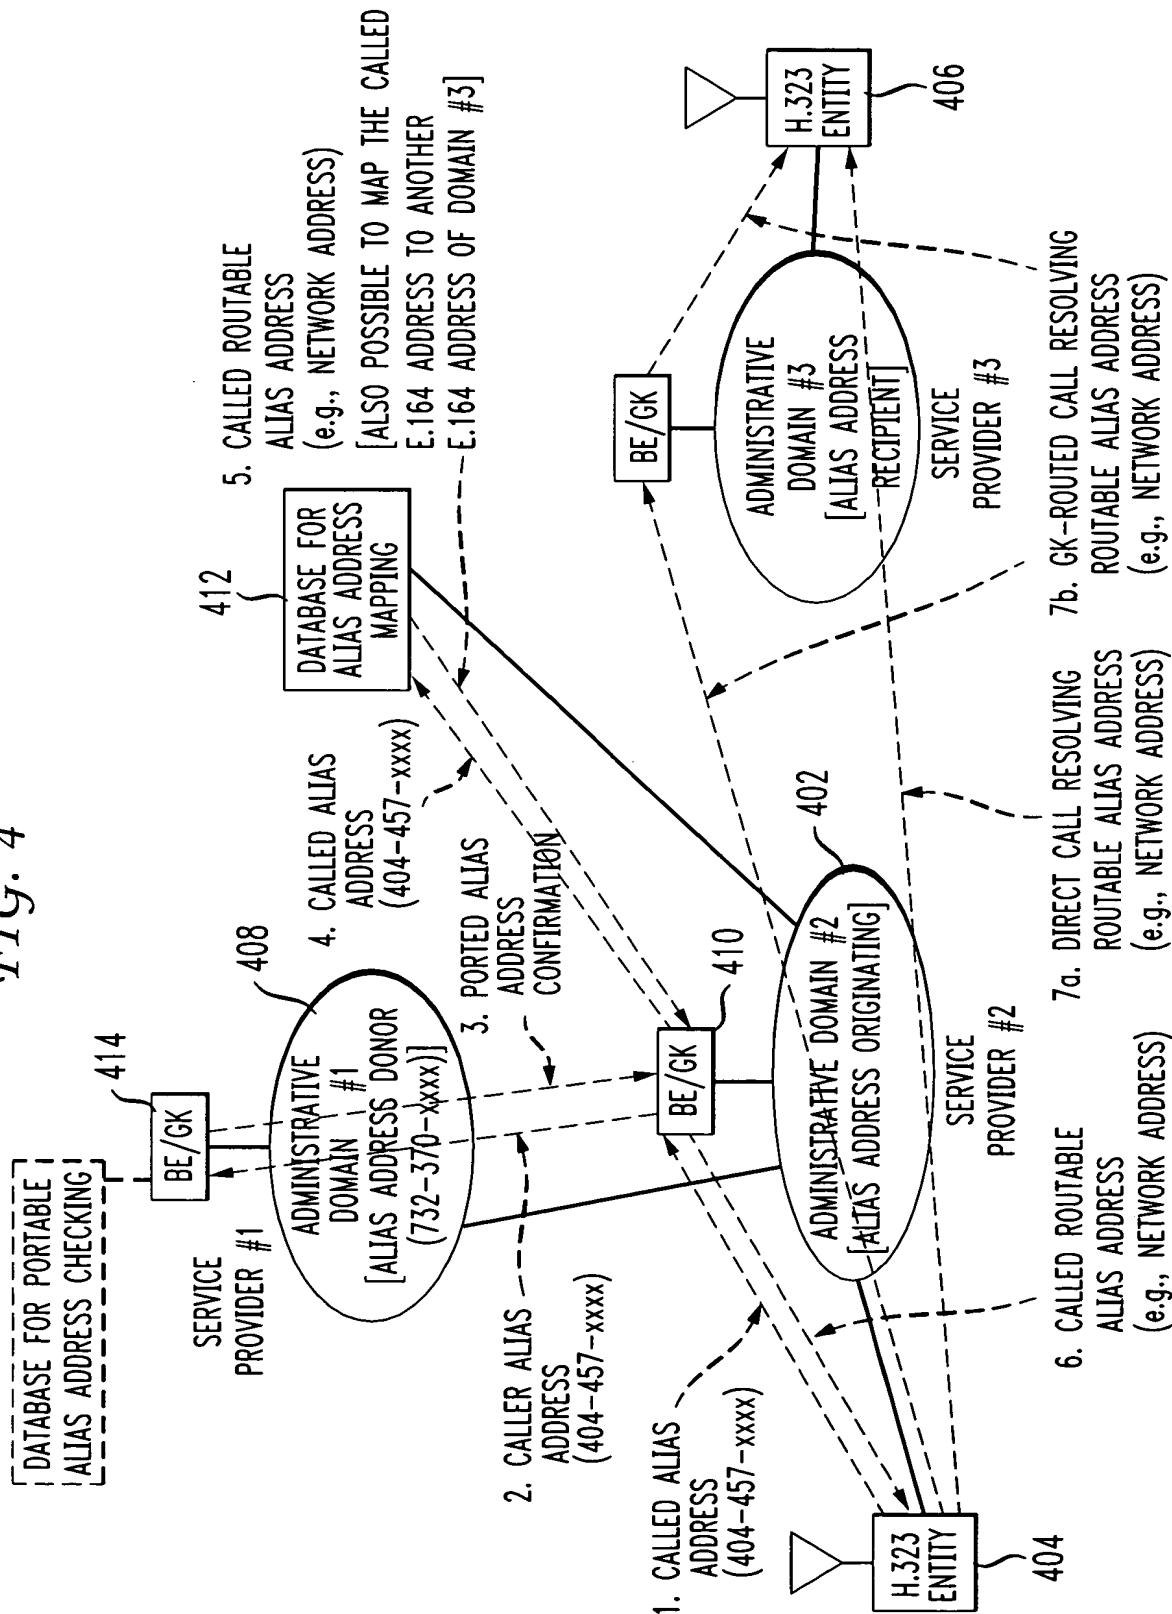 FIG. 4
DATABASE FOR PORTABLE
ALIAS ADDRESS CHECKING
414
BE/GK
SERVICE
PROVIDER #1
408
ADMINISTRATIVE
DOMAIN #1
[ALIAS ADDRESS DONOR
(732-370-xxxx)]
412
DATABASE FOR
ALIAS ADDRESS
MAPPING
5. CALLED ROUTABLE
ALIAS ADDRESS
(e.g., NETWORK ADDRESS)
[ALSO POSSIBLE TO MAP THE CALLED
E.164 ADDRESS TO ANOTHER
E.164 ADDRESS OF DOMAIN #3]
4. CALLED ALIAS
ADDRESS
(404-457-xxxx)
3. PORTED ALIAS
ADDRESS
CONFIRMATION
2. CALLER ALIAS
ADDRESS
(404-457-xxxx)
1. CALLED ALIAS
ADDRESS
(404-457-xxxx)
BE/GK
410
402
ADMINISTRATIVE DOMAIN #2
[ALIAS ADDRESS ORIGINATING]
SERVICE
PROVIDER #2
BE/GK
ADMINISTRATIVE
DOMAIN #3
[ALIAS ADDRESS
RECIPIENT]
SERVICE
PROVIDER #3
H.323
ENTITY
406
H.323
ENTITY
404
6. CALLED ROUTABLE
ALIAS ADDRESS
(e.g., NETWORK ADDRESS)
7a. DIRECT CALL RESOLVING
ROUTABLE ALIAS ADDRESS
(e.g., NETWORK ADDRESS)
7b. GK-ROUTED CALL RESOLVING
ROUTABLE ALIAS ADDRESS
(e.g., NETWORK ADDRESS)